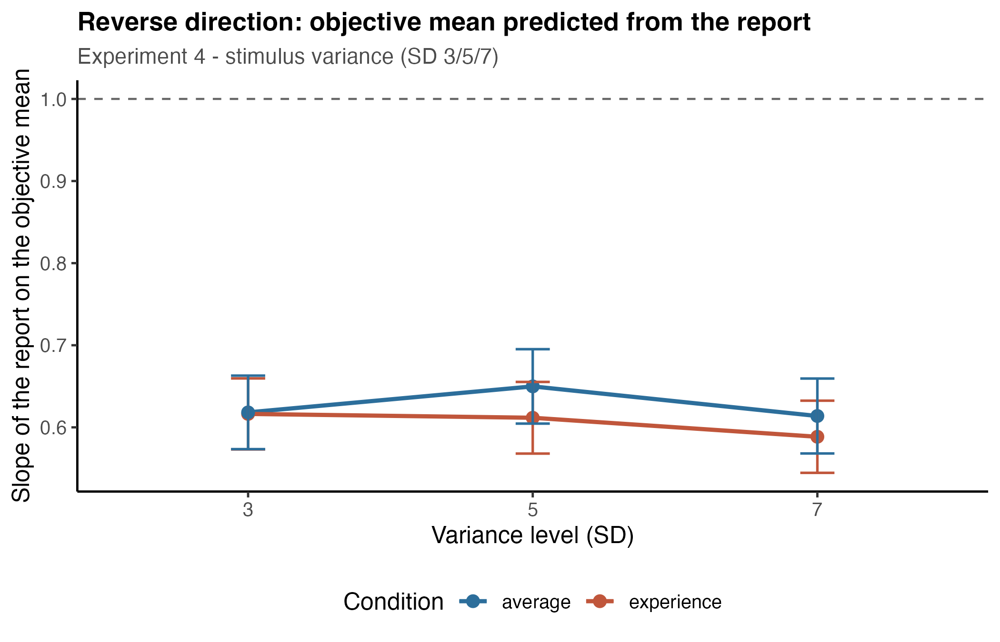 Reverse direction: objective mean predicted from the report
Experiment 4 - stimulus variance (SD 3/5/7)
Slope of the report on the objective mean
1.0
0.9
0.8
0.7
0.6
3 5 7
Variance level (SD)
Condition average experience